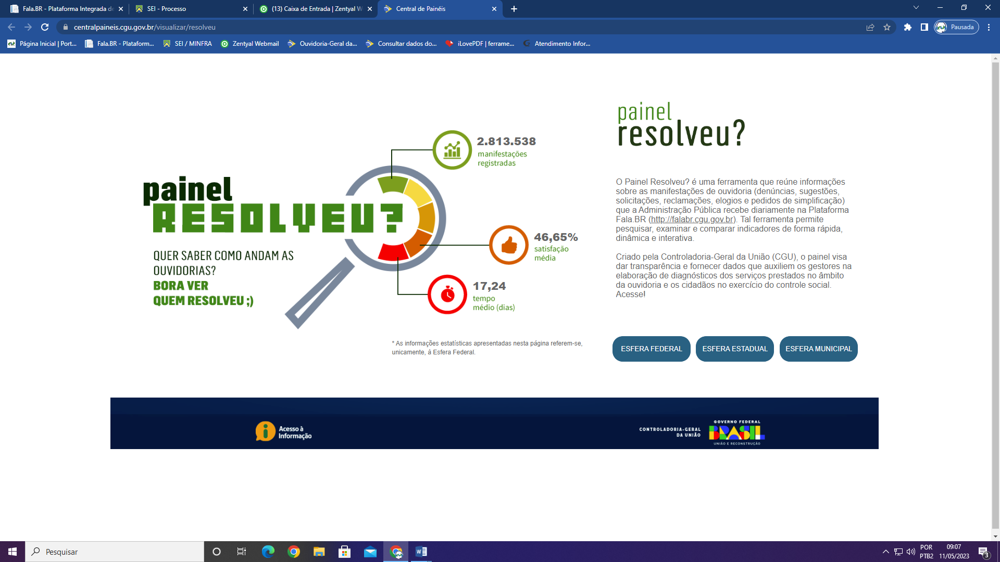 Fala.BR - Plataforma Integrada de
SEI - Processo
(13) Caixa de Entrada | Zentyal W
Central de Painéis
centralpaineis.cgu.gov.br/visualizar/resolveu
Pausada
Página Inicial | Port...
Fala.BR - Plataform...
SEI / MINFRA
Zentyal Webmail
Ouvidoria-Geral da...
Consultar dados do...
iLovePDF | ferrame...
Atendimento Infor...
painel
RESOLVEU?
QUER SABER COMO ANDAM AS
OUVIDORIAS?
BORA VER
QUEM RESOLVEU ;)
2.813.538
manifestações
registradas
46,65%
satisfação
média
17,24
tempo
médio (dias)
* As informações estatísticas apresentadas nesta página referem-se,
unicamente, à Esfera Federal.
painel
resolveu?
O Painel Resolveu? é uma ferramenta que reúne informações
sobre as manifestações de ouvidoria (denúncias, sugestões,
solicitações, reclamações, elogios e pedidos de simplificação)
que a Administração Pública recebe diariamente na Plataforma
Fala.BR (http://falabr.cgu.gov.br). Tal ferramenta permite
pesquisar, examinar e comparar indicadores de forma rápida,
dinâmica e interativa.
Criado pela Controladoria-Geral da União (CGU), o painel visa
dar transparência e fornecer dados que auxiliem os gestores na
elaboração de diagnósticos dos serviços prestados no âmbito
da ouvidoria e os cidadãos no exercício do controle social.
Acesse!
ESFERA FEDERAL
ESFERA ESTADUAL
ESFERA MUNICIPAL
Acesso à
Informação
CONTROLADORIA-GERAL
DA UNIÃO
GOVERNO FEDERAL
BRASIL
UNIÃO E RECONSTRUÇÃO
Pesquisar
POR
PTB2
09:07
11/05/2023
3